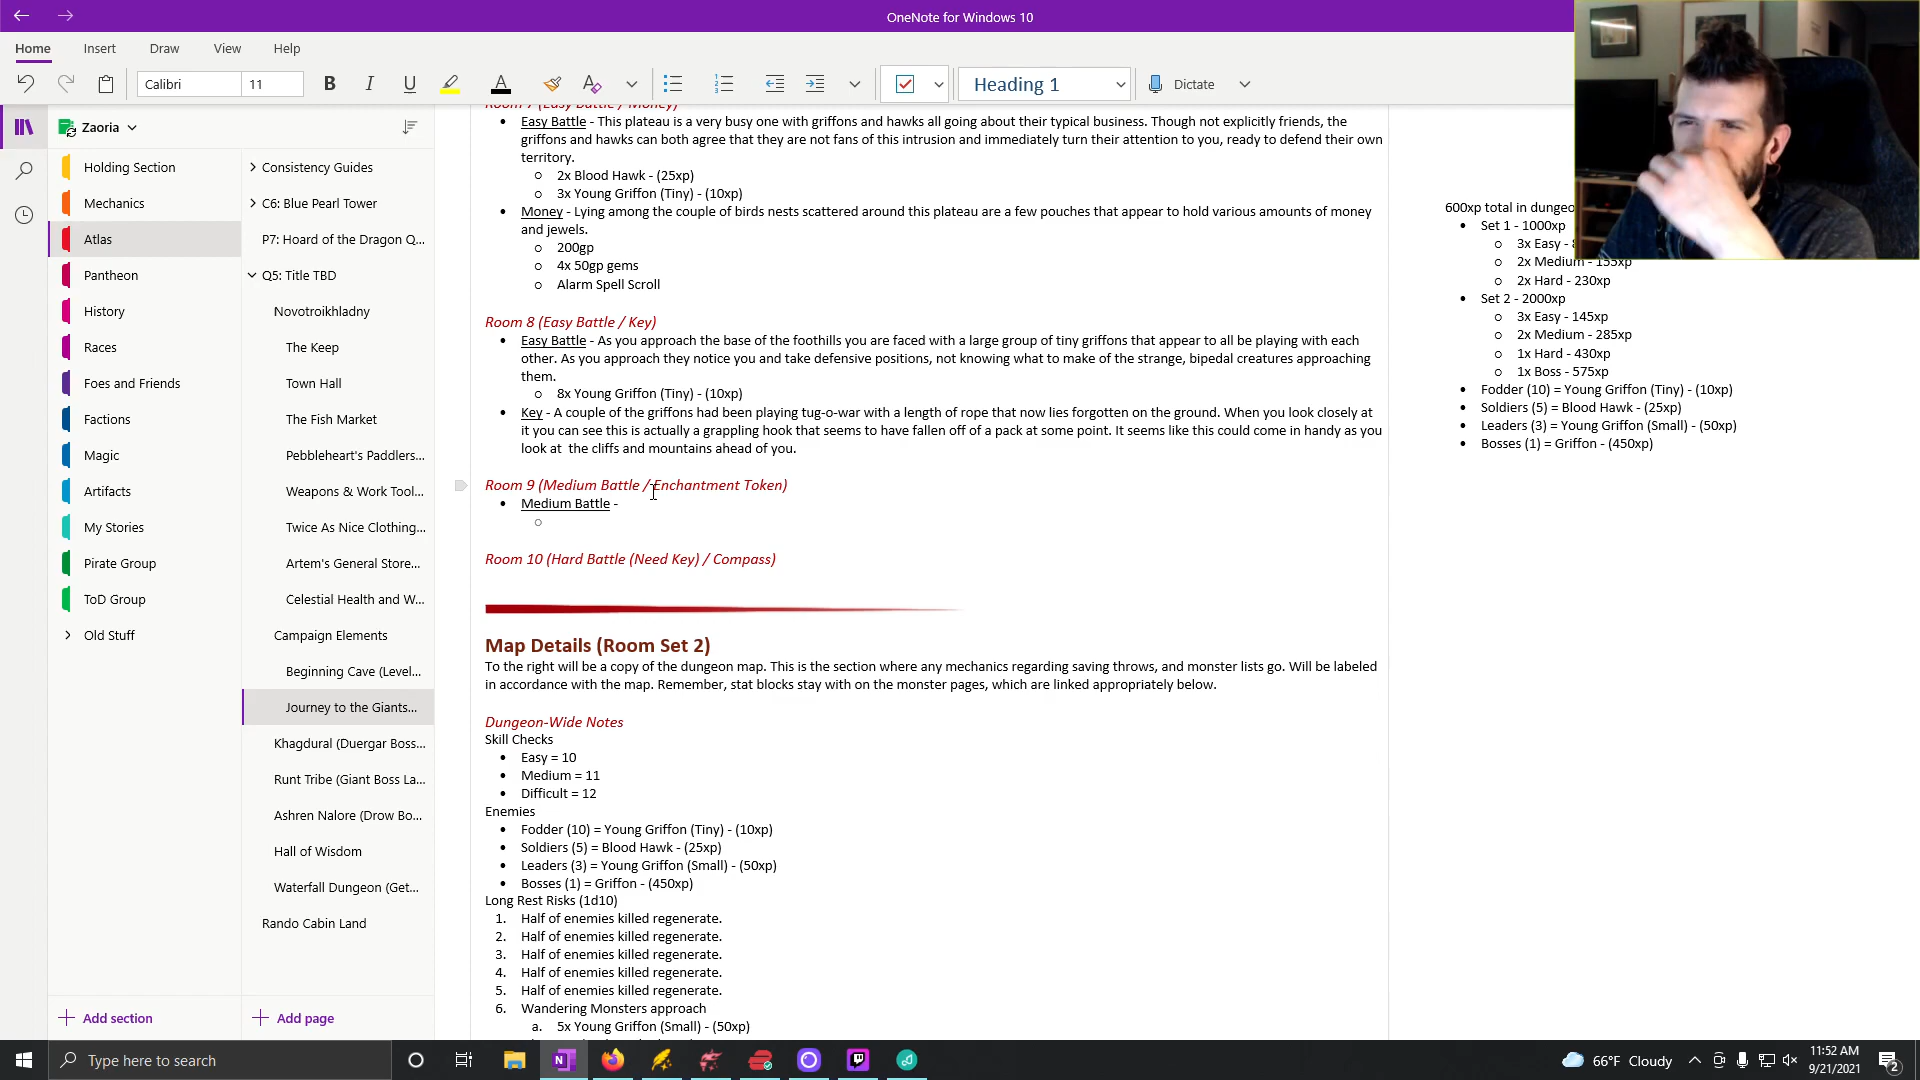 OneNote for Windows 10
Home Insert Draw View Help
Calibri 11 B I U A Heading 1 Dictate
Zaoria
Holding Section
Mechanics
Atlas
Pantheon
History
Races
Foes and Friends
Factions
Magic
Artifacts
My Stories
Pirate Group
ToD Group
Old Stuff
Add section
Consistency Guides
C6: Blue Pearl Tower
P7: Hoard of the Dragon Q...
Q5: Title TBD
Novotroikhladny
The Keep
Town Hall
The Fish Market
Pebbleheart's Paddlers...
Weapons & Work Tool...
Twice As Nice Clothing...
Artem's General Store...
Celestial Health and W...
Campaign Elements
Beginning Cave (Level...
Journey to the Giants...
Khagdural (Duergar Boss...
Runt Tribe (Giant Boss La...
Ashren Nalore (Drow Bo...
Hall of Wisdom
Waterfall Dungeon (Get...
Rando Cabin Land
Add page
Room 7 (Easy Battle / Money)
Easy Battle - This plateau is a very busy one with griffons and hawks all going about their typical business. Though not explicitly friends, the
griffons and hawks can both agree that they are not fans of this intrusion and immediately turn their attention to you, ready to defend their own
territory.
2x Blood Hawk - (25xp)
3x Young Griffon (Tiny) - (10xp)
Money - Lying among the couple of birds nests scattered around this plateau are a few pouches that appear to hold various amounts of money
and jewels.
200gp
4x 50gp gems
Alarm Spell Scroll
Room 8 (Easy Battle / Key)
Easy Battle - As you approach the base of the foothills you are faced with a large group of tiny griffons that appear to all be playing with each
other. As you approach they notice you and take defensive positions, not knowing what to make of the strange, bipedal creatures approaching
them.
8x Young Griffon (Tiny) - (10xp)
Key - A couple of the griffons had been playing tug-o-war with a length of rope that now lies forgotten on the ground. When you look closely at
it you can see this is actually a grappling hook that seems to have fallen off of a pack at some point. It seems like this could come in handy as you
look at the cliffs and mountains ahead of you.
Room 9 (Medium Battle / Enchantment Token)
Medium Battle -
Room 10 (Hard Battle (Need Key) / Compass)
Map Details (Room Set 2)
To the right will be a copy of the dungeon map. This is the section where any mechanics regarding saving throws, and monster lists go. Will be labeled
in accordance with the map. Remember, stat blocks stay with on the monster pages, which are linked appropriately below.
Dungeon-Wide Notes
Skill Checks
Easy = 10
Medium = 11
Difficult = 12
Enemies
Fodder (10) = Young Griffon (Tiny) - (10xp)
Soldiers (5) = Blood Hawk - (25xp)
Leaders (3) = Young Griffon (Small) - (50xp)
Bosses (1) = Griffon - (450xp)
Long Rest Risks (1d10)
1. Half of enemies killed regenerate.
2. Half of enemies killed regenerate.
3. Half of enemies killed regenerate.
4. Half of enemies killed regenerate.
5. Half of enemies killed regenerate.
6. Wandering Monsters approach
a. 5x Young Griffon (Small) - (50xp)
600xp total in
Set 1 - 1000xp
3x Easy -
2x Medium - 155xp
2x Hard - 230xp
Set 2 - 2000xp
3x Easy - 145xp
2x Medium - 285xp
1x Hard - 430xp
1x Boss - 575xp
Fodder (10) = Young Griffon (Tiny) - (10xp)
Soldiers (5) = Blood Hawk - (25xp)
Leaders (3) = Young Griffon (Small) - (50xp)
Bosses (1) = Griffon - (450xp)
Type here to search
66°F Cloudy
11:52 AM
9/21/2021
2